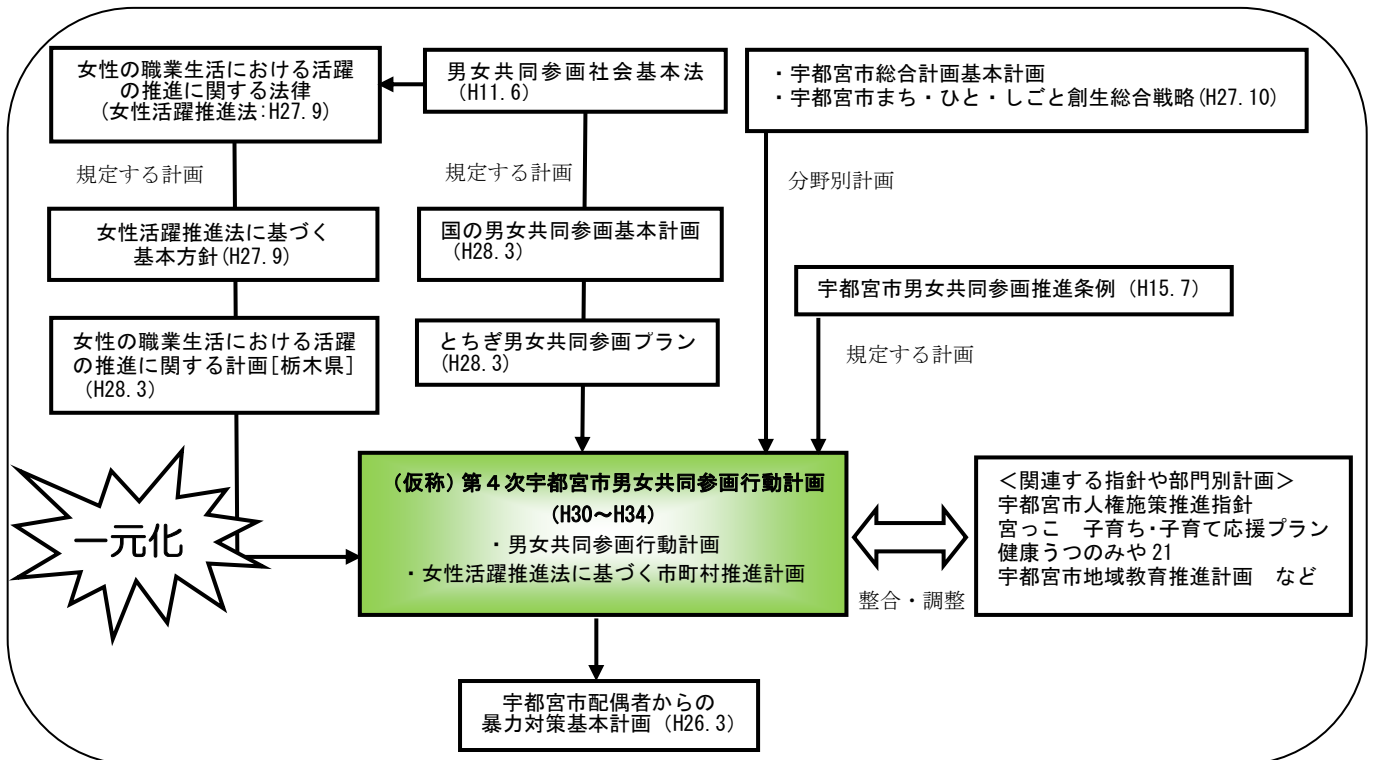 女性の職業生活における活躍
の推進に関する法律
(女性活躍推進法:H27.9)
男女共同参画社会基本法
(H11.6)
・宇都宮市総合計画基本計画
・宇都宮市まち・ひと・しごと創生総合戦略(H27.10)
規定する計画
規定する計画
分野別計画
女性活躍推進法に基づく
基本方針(H27.9)
国の男女共同参画基本計画
(H28.3)
宇都宮市男女共同参画推進条例 (H15.7)
女性の職業生活における活躍
の推進に関する計画[栃木県]
(H28.3)
とちぎ男女共同参画プラン
(H28.3)
規定する計画
一元化
(仮称)第4次宇都宮市男女共同参画行動計画
(H30~H34)
・男女共同参画行動計画
・女性活躍推進法に基づく市町村推進計画
整合・調整
<関連する指針や部門別計画>
宇都宮市人権施策推進指針
宮っこ 子育ち・子育て応援プラン
健康うつのみや21
宇都宮市地域教育推進計画 など
宇都宮市配偶者からの
暴力対策基本計画 (H26.3)